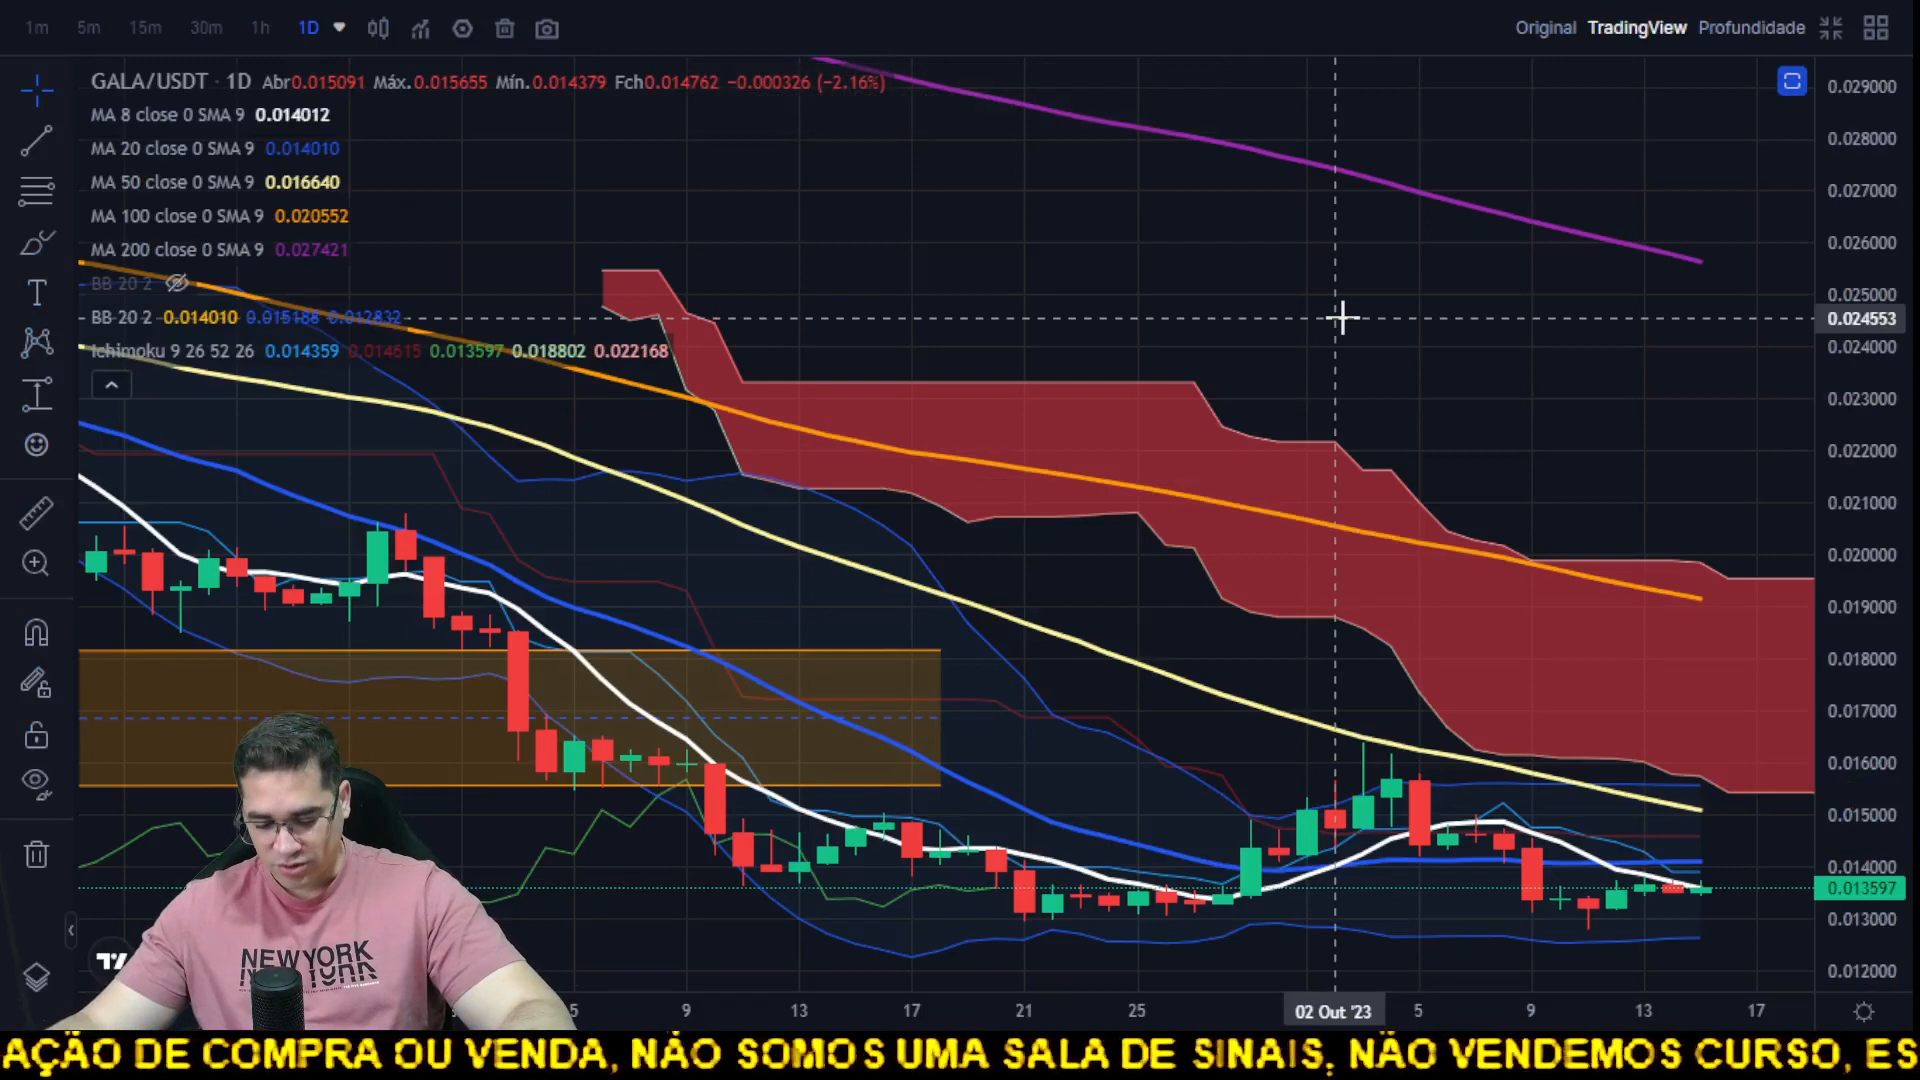 1m 5m 15m 30m 1h 1D
Original TradingView Profundidade
GALA/USDT · 1D Abr0.015091 Máx.0.015655 Mín.0.014379 Fch0.014762 −0.000326 (−2.16%)
MA 8 close 0 SMA 9 0.014012
MA 20 close 0 SMA 9 0.014010
MA 50 close 0 SMA 9 0.016640
MA 100 close 0 SMA 9 0.020552
MA 200 close 0 SMA 9 0.027421
BB 20 2
BB 20 2 0.014010 0.015188 0.012832
Ichimoku 9 26 52 26 0.014359 0.014615 0.013597 0.018802 0.022168
0.029000
0.028000
0.027000
0.026000
0.025000
0.024553
0.024000
0.023000
0.022000
0.021000
0.020000
0.019000
0.018000
0.017000
0.016000
0.015000
0.014000
0.013597
0.013000
0.012000
NEW YORK
5 9 13 17 21 25 02 Out '23 5 9 13 17
AÇÃO DE COMPRA OU VENDA, NÃO SOMOS UMA SALA DE SINAIS, NÃO VENDEMOS CURSO, ES